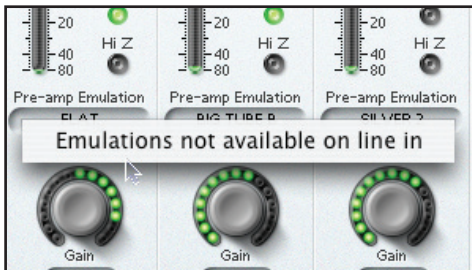 20 20 20
Hi Z Hi Z Hi Z
40 40 40
80 80 80
Pre-amp Emulation Pre-amp Emulation Pre-amp Emulation
FLAT BIG TUBE B SILVER 2
Emulations not available on line in
Gain Gain Gain